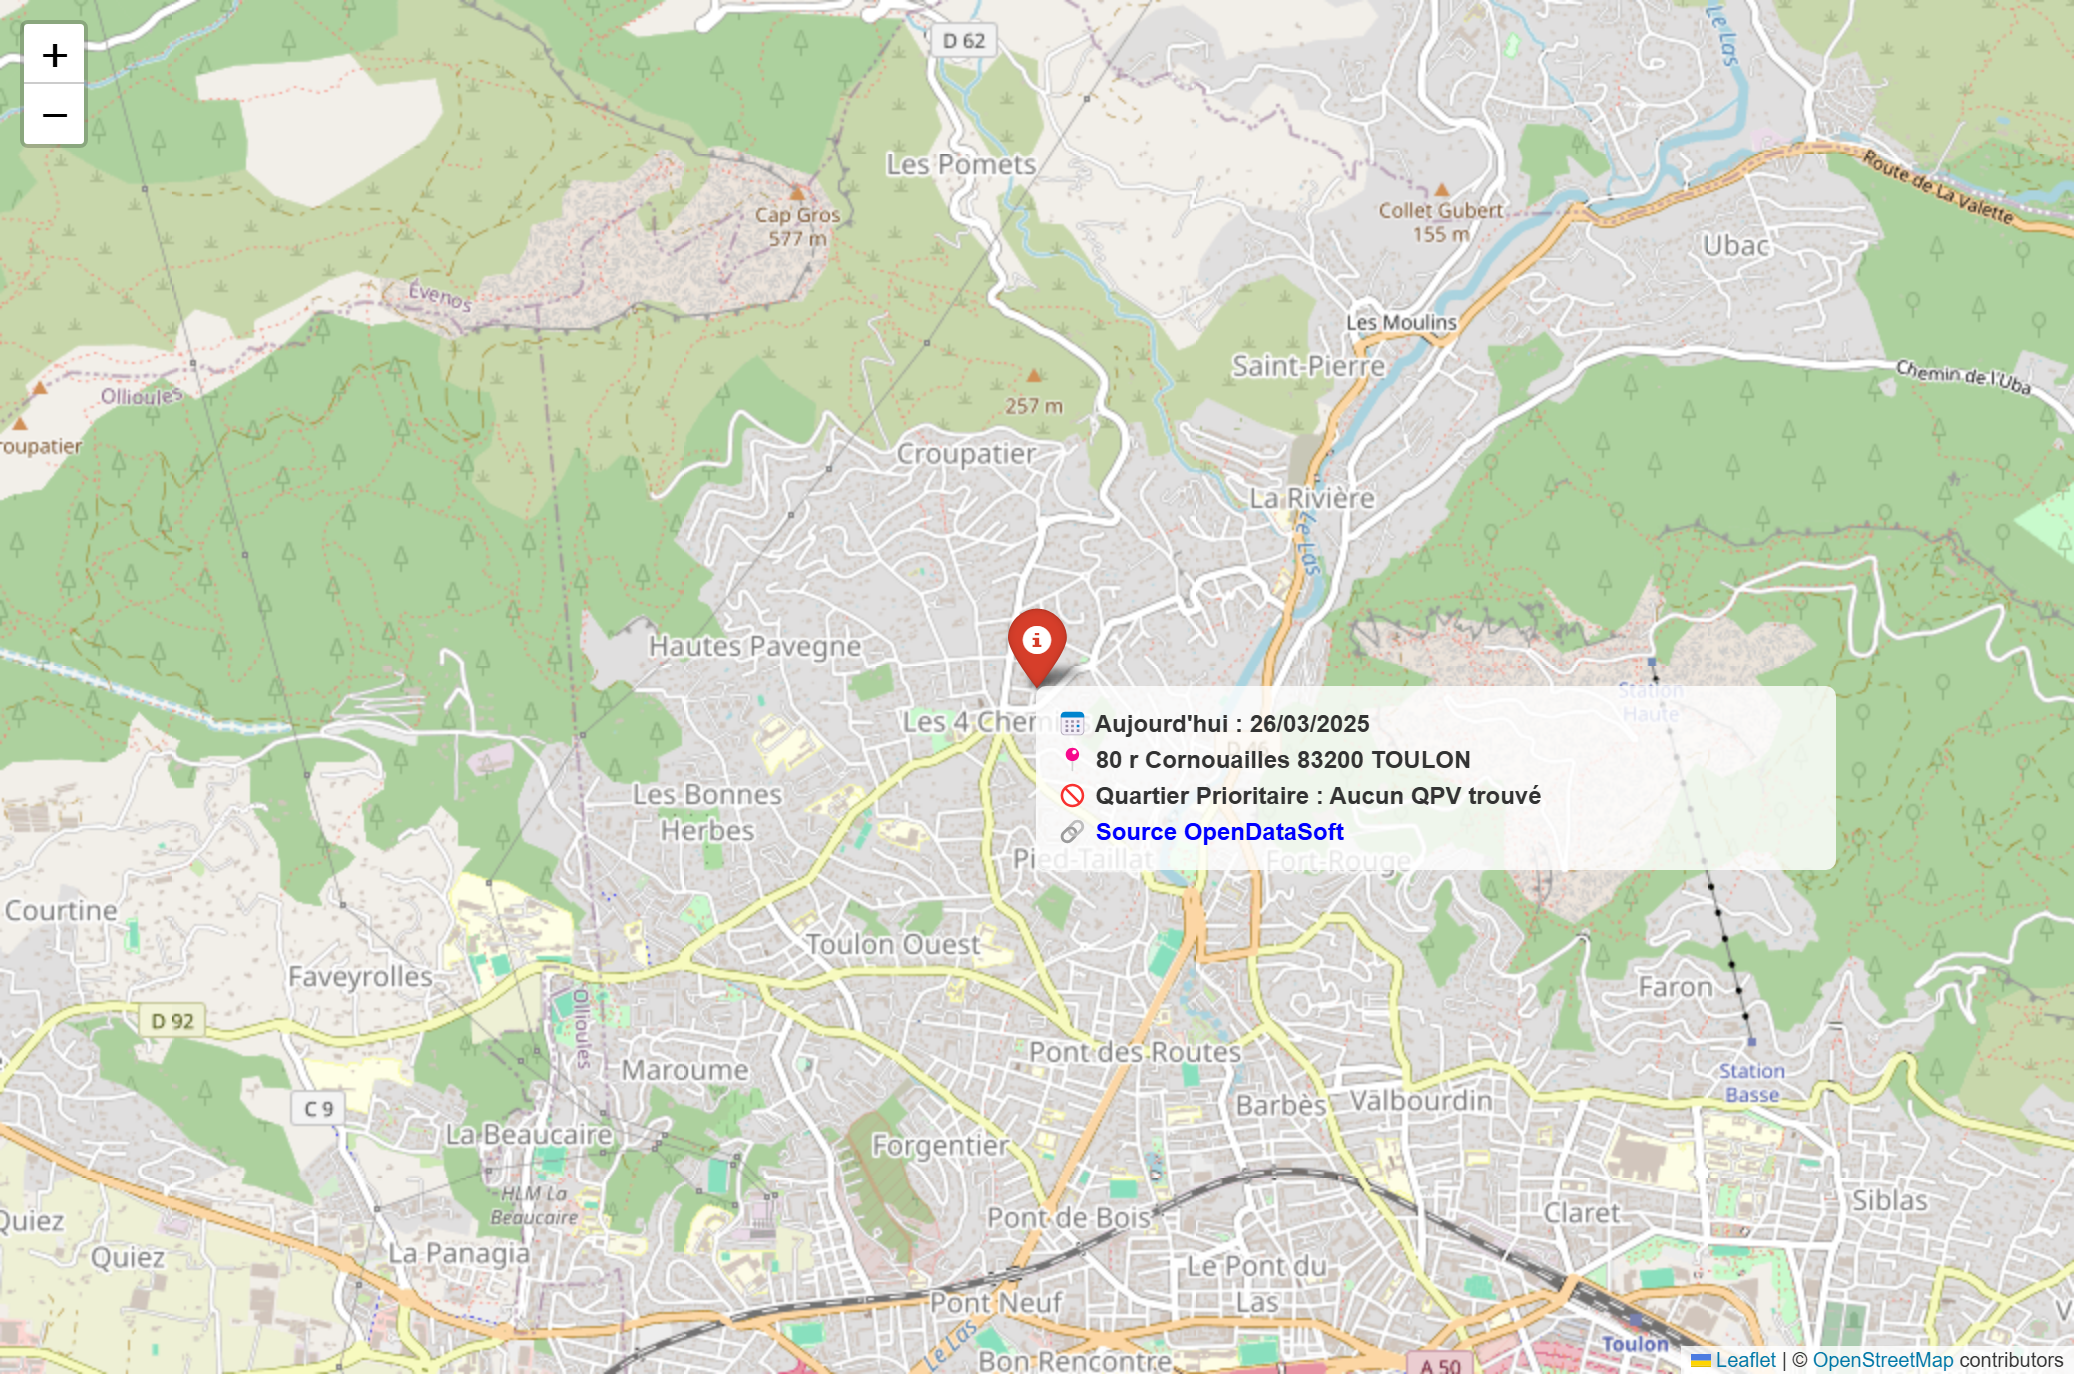 +
−
D 62
Le Las
Les Pomets
Route de La Valette
Cap Gros
577 m
Collet Gubert
155 m
Ubac
Évenos
Les Moulins
Saint-Pierre
Chemin de l'Uba
Ollioules
257 m
roupatier
Croupatier
La Rivière
Le Las
Hautes Pavegne
Station
Haute
Les 4 Chemins
Aujourd'hui : 26/03/2025
80 r Cornouailles 83200 TOULON
Quartier Prioritaire : Aucun QPV trouvé
Source OpenDataSoft
Les Bonnes
Herbes
Pied-Taillat
Fort-Rouge
Courtine
Toulon Ouest
Faveyrolles
Faron
D 92
Ollioules
Pont des Routes
Maroume
Station
Basse
C 9
Barbès
Valbourdin
La Beaucaire
Forgentier
HLM La
Beaucaire
Siblas
Claret
Quiez
Pont de Bois
Quiez
La Panagia
Le Pont du
Las
Pont Neuf
V
Le Las
Toulon
Bon Rencontre
A 50
Leaflet | © OpenStreetMap contributors